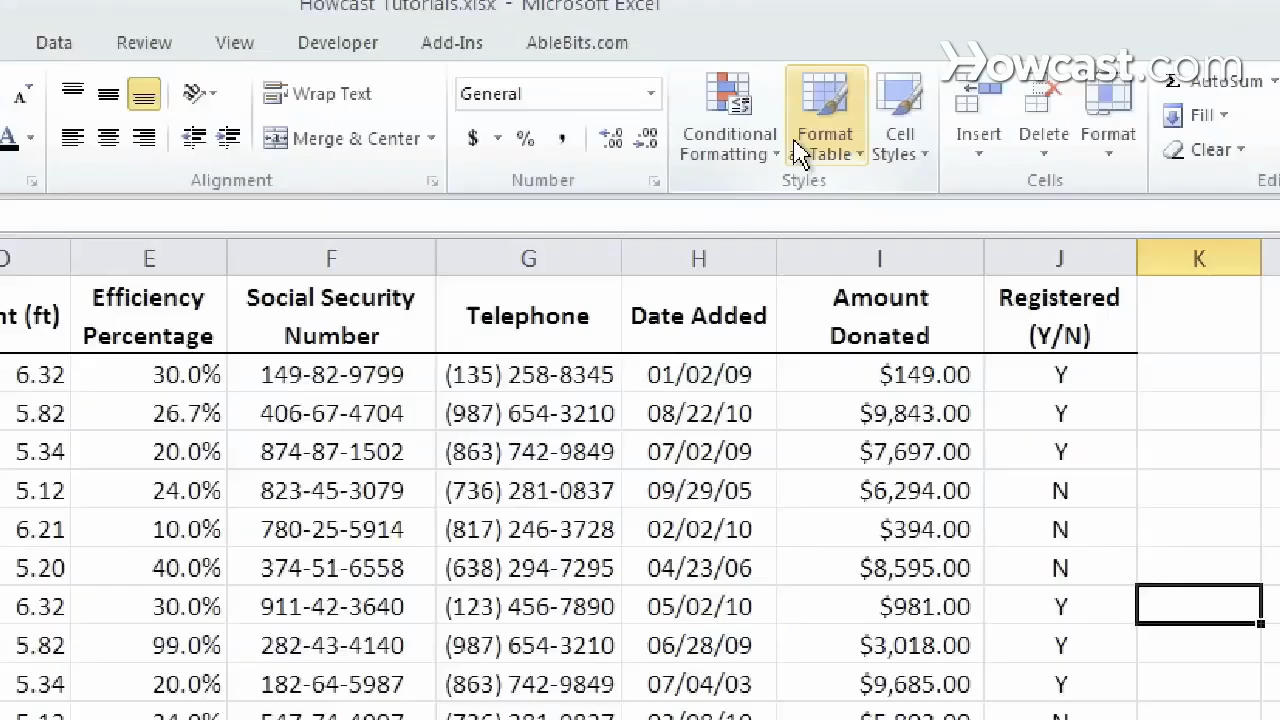 Howcast Tutorials.xlsx - Microsoft Excel
Data Review View Developer Add-Ins AbleBits.com
Howcast.com
A Wrap Text General Conditional Formatting Format as Table Cell Styles Insert Delete Format Σ AutoSum
A Merge & Center $ % , .0 .00 Fill
Clear
Alignment Number Styles Cells
E F G H I J K
(ft) Efficiency Percentage Social Security Number Telephone Date Added Amount Donated Registered (Y/N)
6.32 30.0% 149-82-9799 (135) 258-8345 01/02/09 $149.00 Y
5.82 26.7% 406-67-4704 (987) 654-3210 08/22/10 $9,843.00 Y
5.34 20.0% 874-87-1502 (863) 742-9849 07/02/09 $7,697.00 Y
5.12 24.0% 823-45-3079 (736) 281-0837 09/29/05 $6,294.00 N
6.21 10.0% 780-25-5914 (817) 246-3728 02/02/10 $394.00 N
5.20 40.0% 374-51-6558 (638) 294-7295 04/23/06 $8,595.00 N
6.32 30.0% 911-42-3640 (123) 456-7890 05/02/10 $981.00 Y
5.82 99.0% 282-43-4140 (987) 654-3210 06/28/09 $3,018.00 Y
5.34 20.0% 182-64-5987 (863) 742-9849 07/04/03 $9,685.00 Y